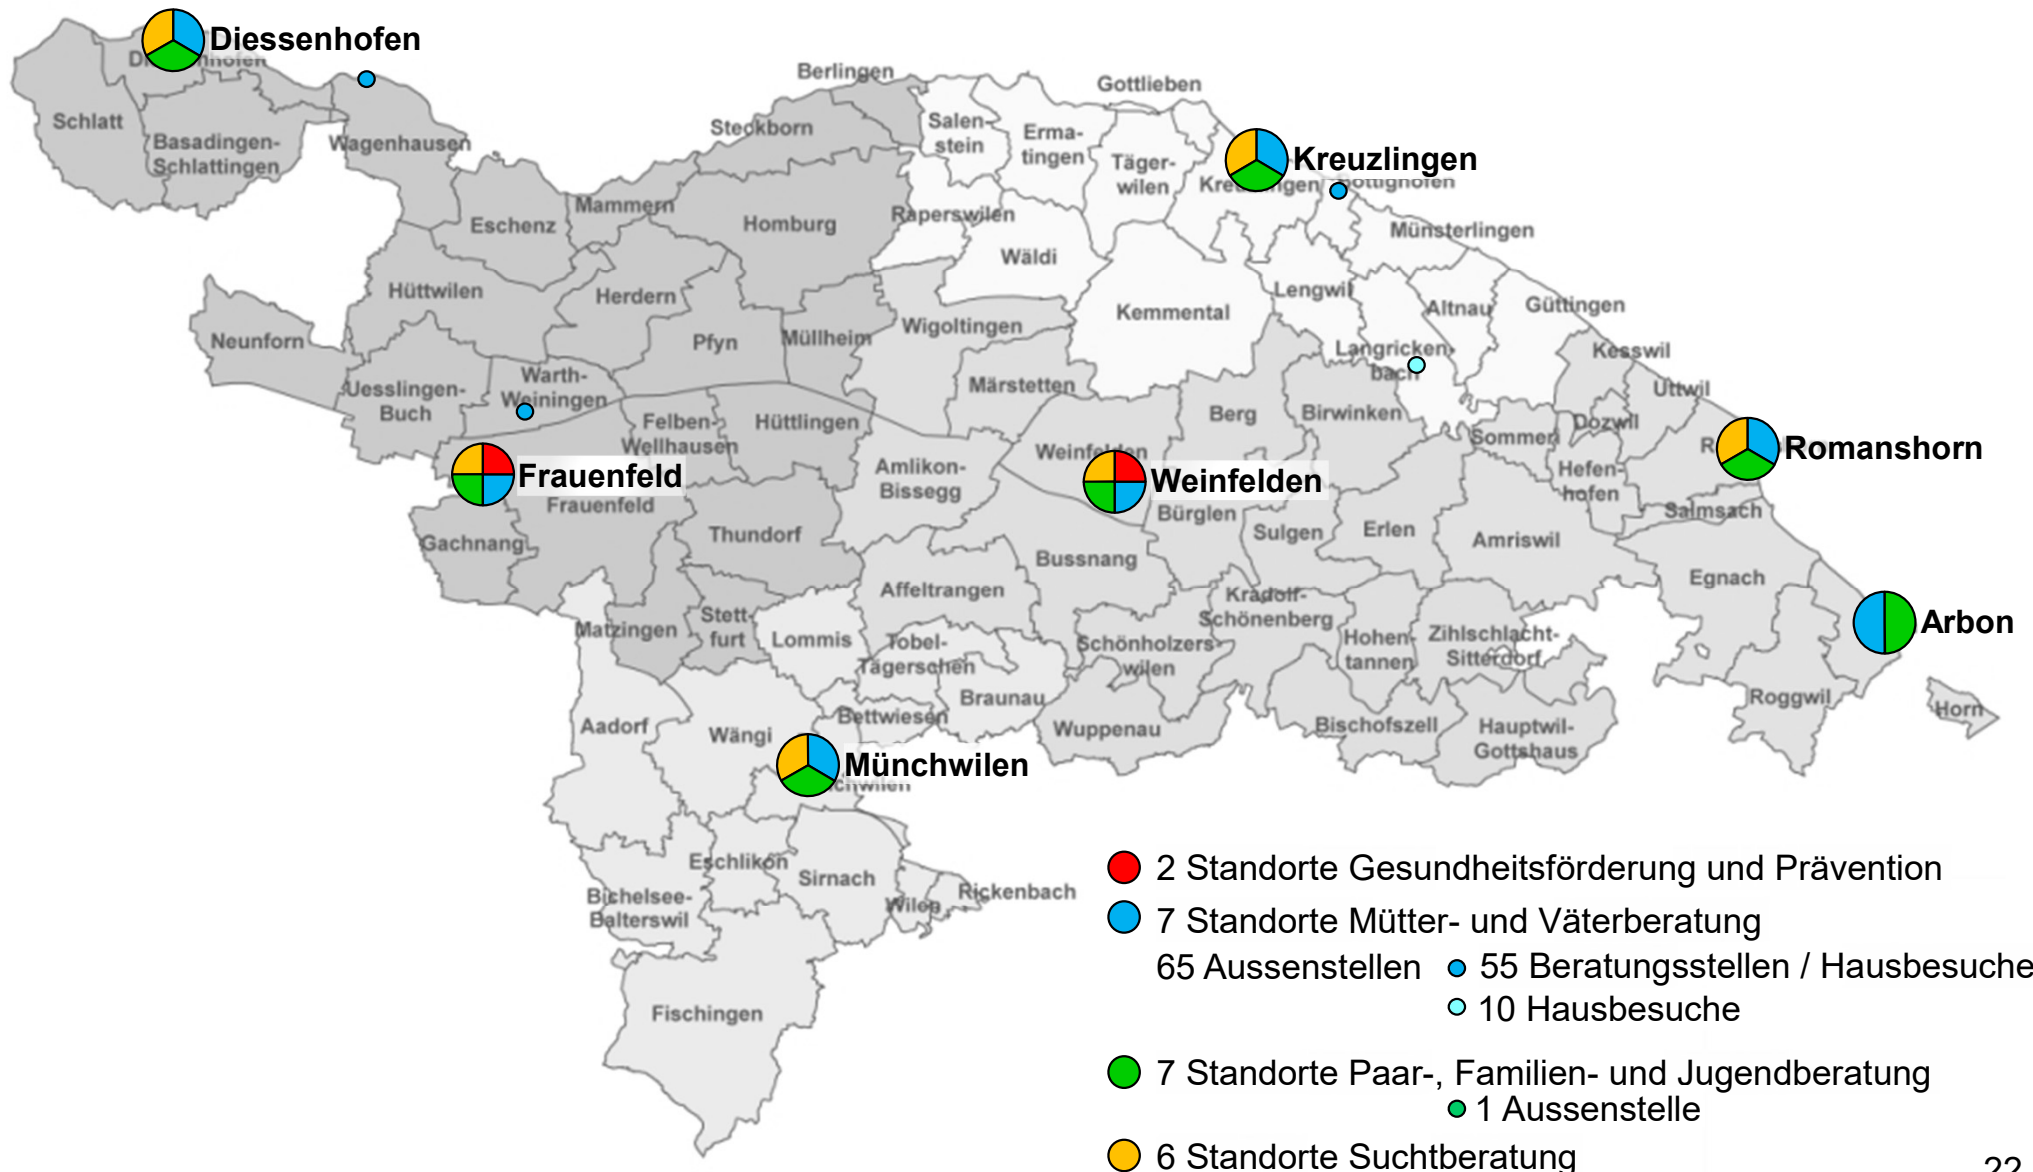 Diessenhofen
Schlatt
Basadingen-
Schlattingen
Wagenhausen
Berlingen
Steckborn
Gottlieben
Salen-
stein
Erma-
tingen
Täger-
wilen
Kreuzlingen
Münsterlingen
Eschenz
Mammern
Homburg
Raperswilen
Wäldi
Hüttwilen
Herdern
Kemmental
Lengwil
Altnau
Güttingen
Neunforn
Pfyn
Müllheim
Wigoltingen
Langricken-
bach
Kesswil
Uttwil
Uesslingen-
Buch
Warth-
Weiningen
Märstetten
Felben-
Wellhausen
Hüttlingen
Berg
Birwinken
Dozwil
Sommeri
Romanshorn
Weinfelden
Weinfelden
Amlikon-
Bissegg
Hefen-
hofen
Frauenfeld
Frauenfeld
Salmsach
Gachnang
Thundorf
Bürglen
Sulgen
Erlen
Amriswil
Bussnang
Egnach
Affeltrangen
Kradolf-
Schönenberg
Arbon
Matzingen
Stett-
furt
Lommis
Tobel-
Tägerschen
Schönholzers-
wilen
Hohen-
tannen
Zihlschlacht-
Sitterdorf
Braunau
Roggwil
Horn
Aadorf
Wängi
Bettwiesen
Wuppenau
Bischofszell
Hauptwil-
Gottshaus
Münchwilen
Eschlikon
Sirnach
Bichelsee-
Balterswil
Wilen
Rickenbach
Fischingen
2 Standorte Gesundheitsförderung und Prävention
7 Standorte Mütter- und Väterberatung
65 Aussenstellen 55 Beratungsstellen / Hausbesuche
10 Hausbesuche
7 Standorte Paar-, Familien- und Jugendberatung
1 Aussenstelle
6 Standorte Suchtberatung
22